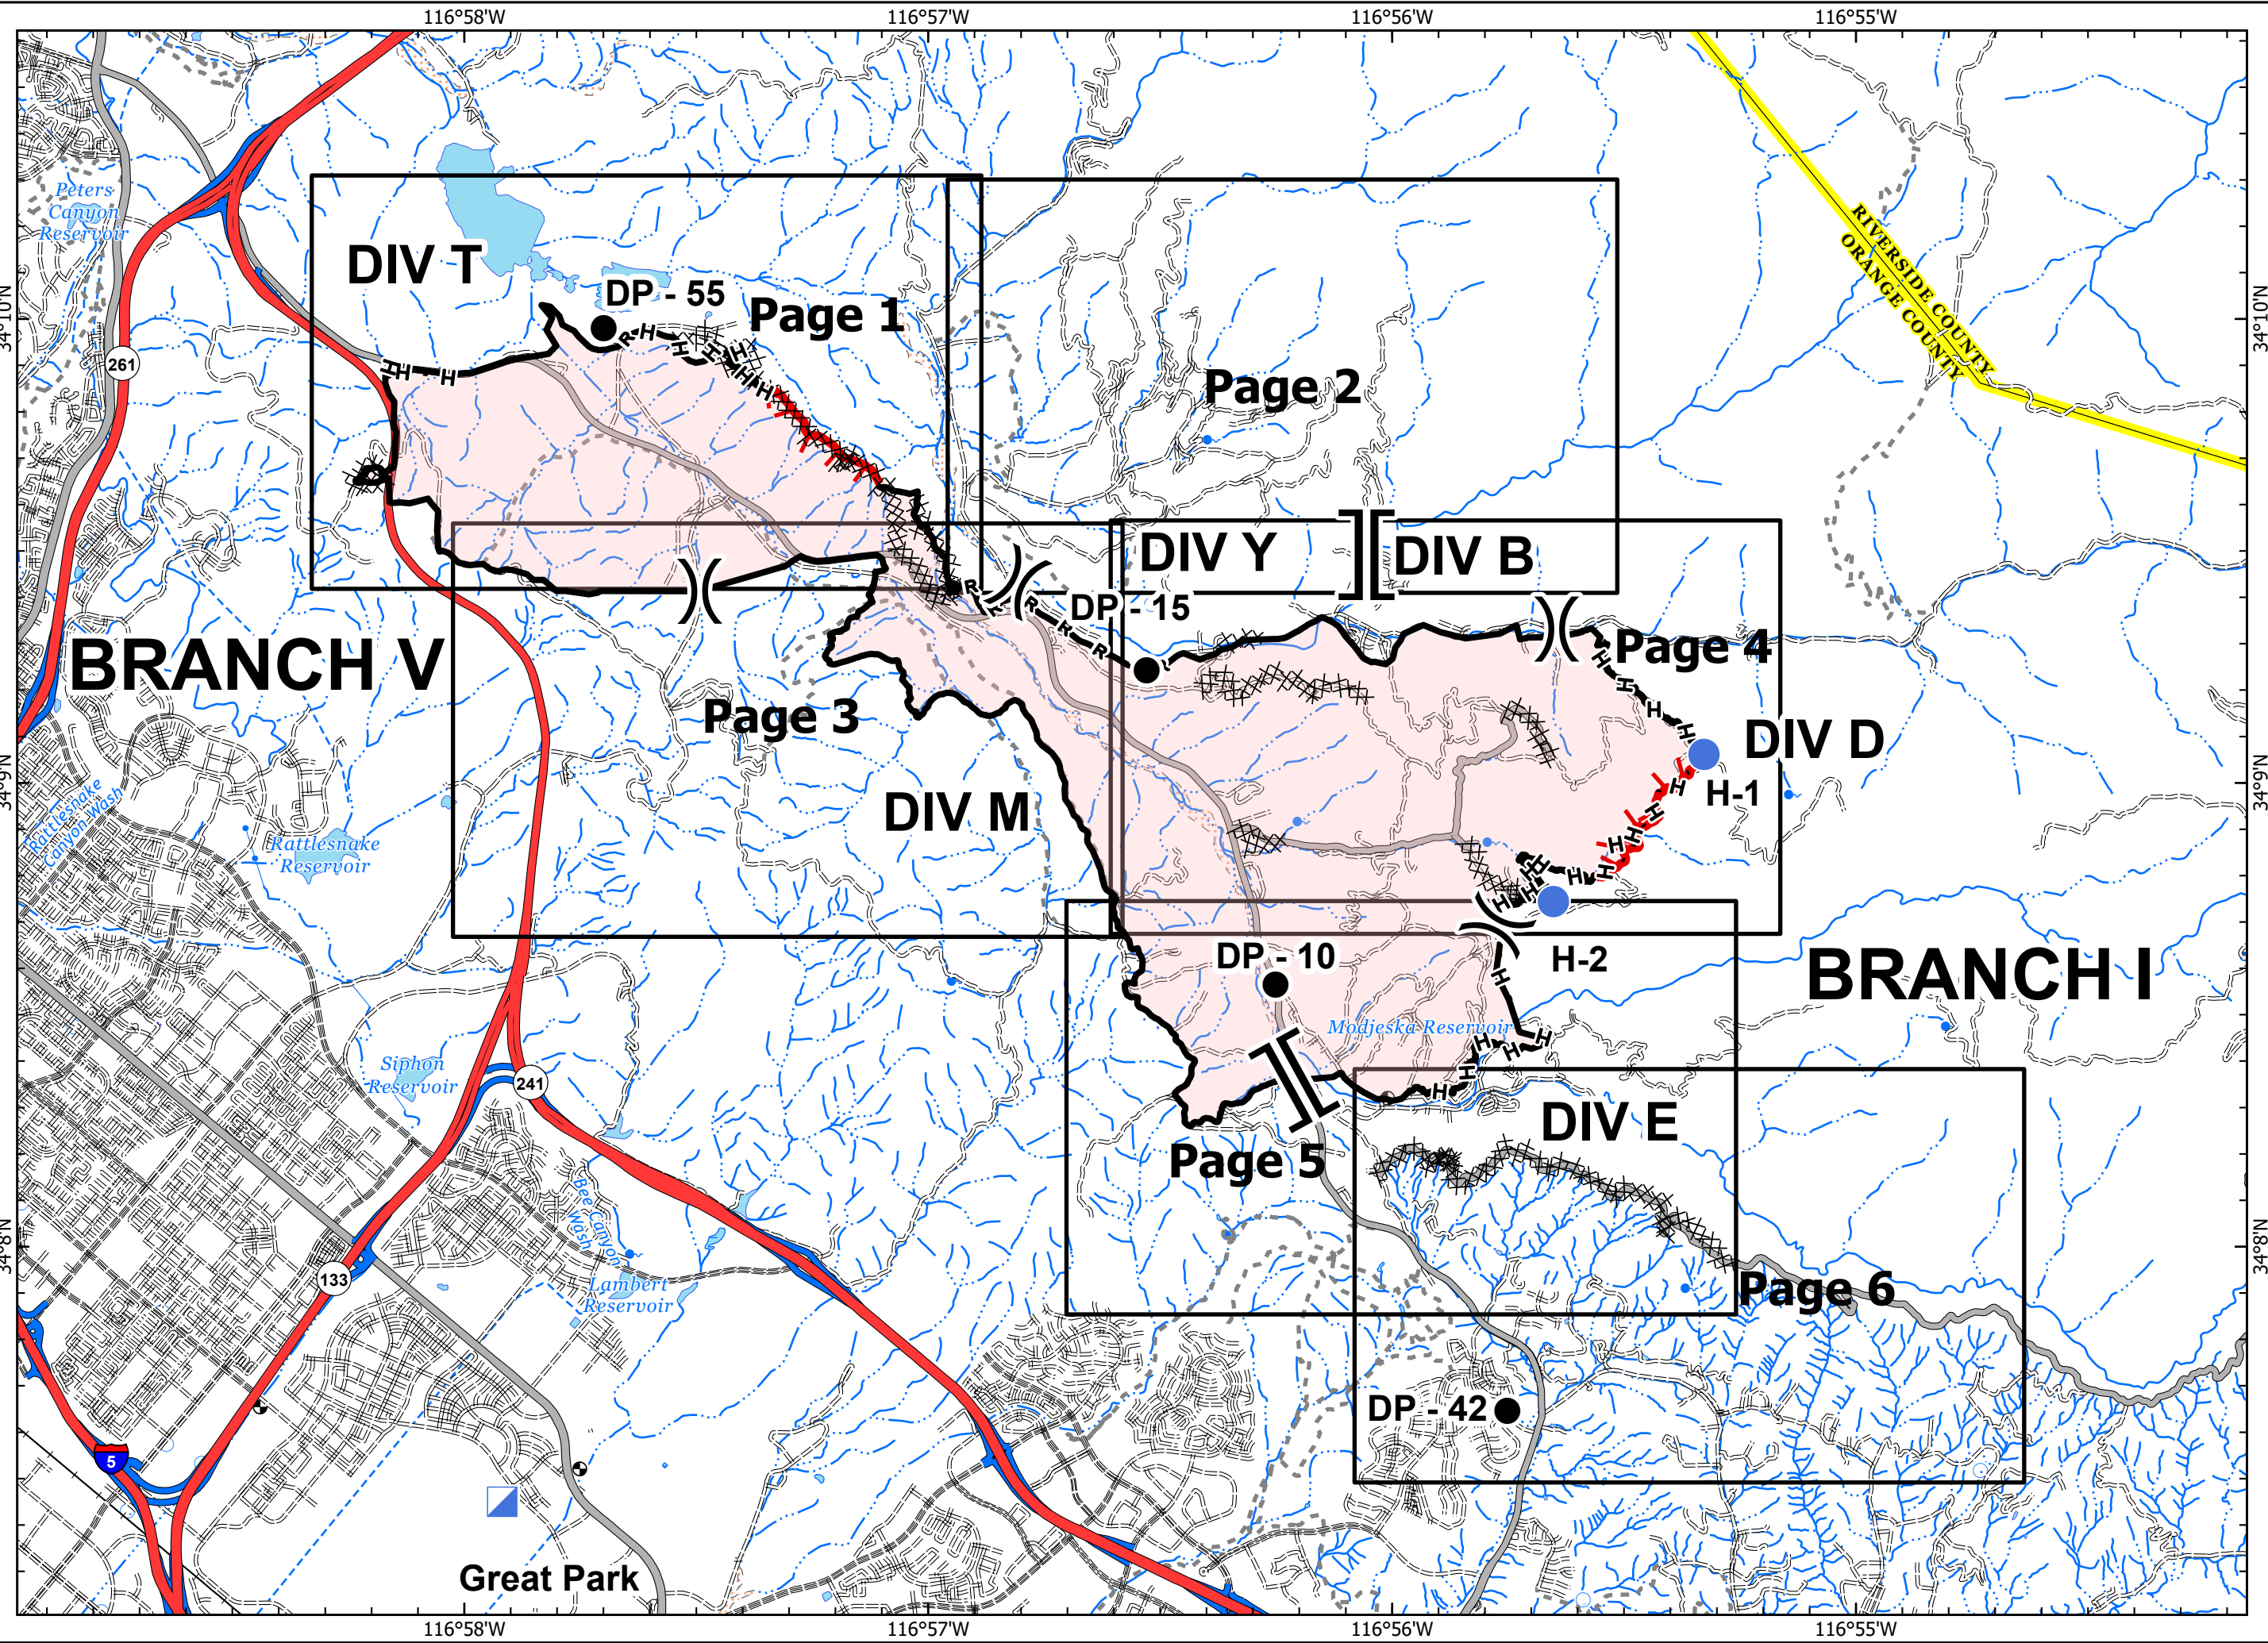 116°58'W
116°57'W
116°56'W
116°55'W
34°10'N
34°10'N
34°9'N
34°9'N
34°8'N
34°8'N
Peters
Canyon
Reservoir
RIVERSIDE COUNTY
ORANGE COUNTY
DIV T
DP - 55
Page 1
R
H
H
H
H
H
H
H
H
H
261
Page 2
DIV Y
DIV B
R
R
R
R
DP - 15
BRANCH V
Page 4
Page 3
H
H
H
H
DIV D
H-1
DIV M
Rattlesnake
Canyon Wash
Rattlesnake
Reservoir
H
H
H
H
H
H
H
H
H
H
H
H-2
DP - 10
BRANCH I
H
Modjeska Reservoir
H
H
H
H
H
Siphon
Reservoir
241
DIV E
Page 5
Bee Canyon
Wash
133
Lambert
Reservoir
Page 6
DP - 42
5
Great Park
116°58'W
116°57'W
116°56'W
116°55'W